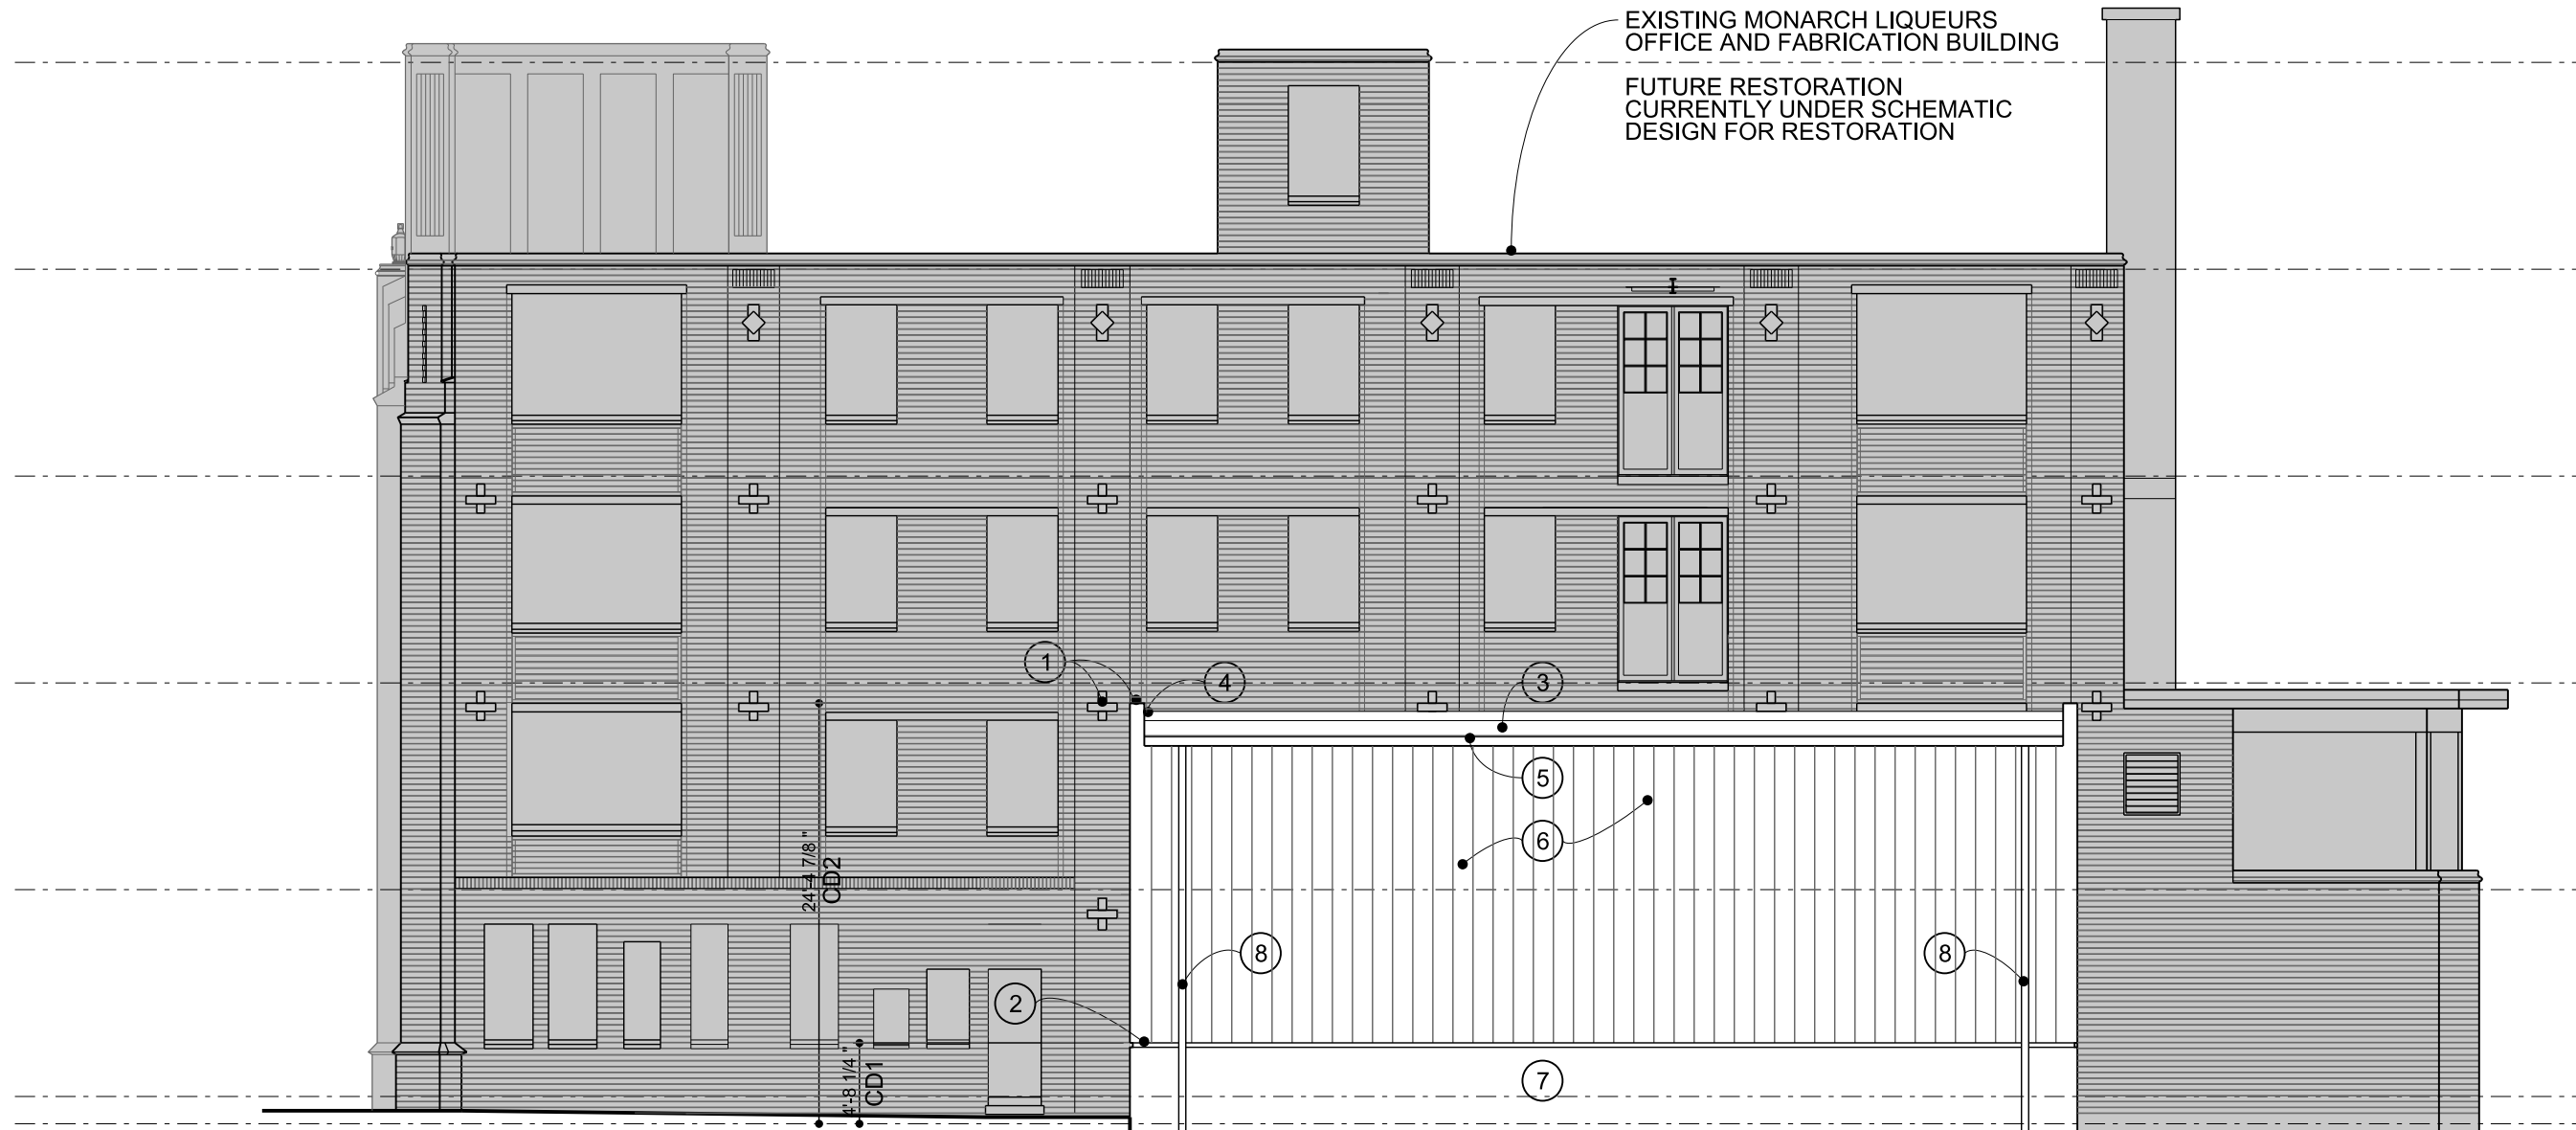 EXISTING MONARCH LIQUEURS
OFFICE AND FABRICATION BUILDING
FUTURE RESTORATION
CURRENTLY UNDER SCHEMATIC
DESIGN FOR RESTORATION
1
4
3
5
6
24'-4 7/8"
CD2
8
8
2
4'-8 1/4"
CD1
7